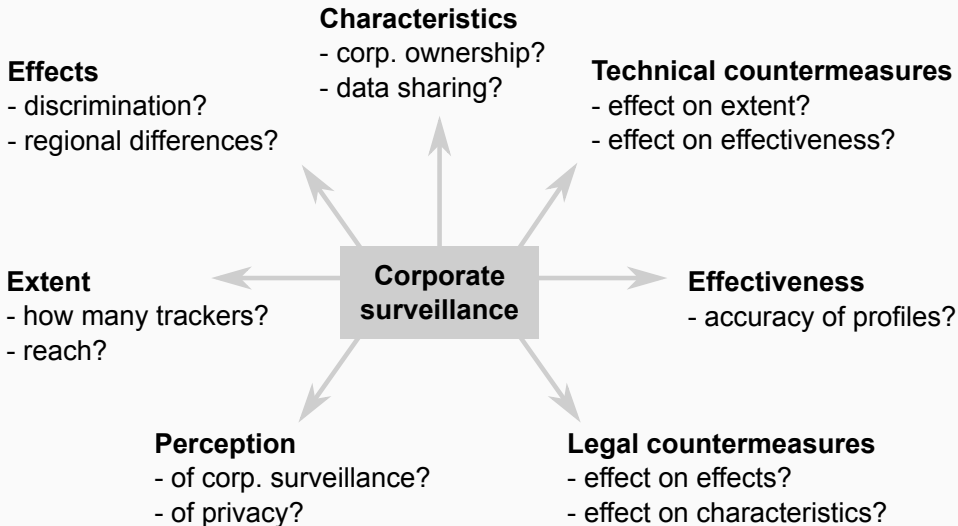 Characteristics
- corp. ownership?
- data sharing?
Effects
- discrimination?
- regional differences?
Technical countermeasures
- effect on extent?
- effect on effectiveness?
Extent
- how many trackers?
- reach?
Corporate
surveillance
Effectiveness
- accuracy of profiles?
Perception
- of corp. surveillance?
- of privacy?
Legal countermeasures
- effect on effects?
- effect on characteristics?